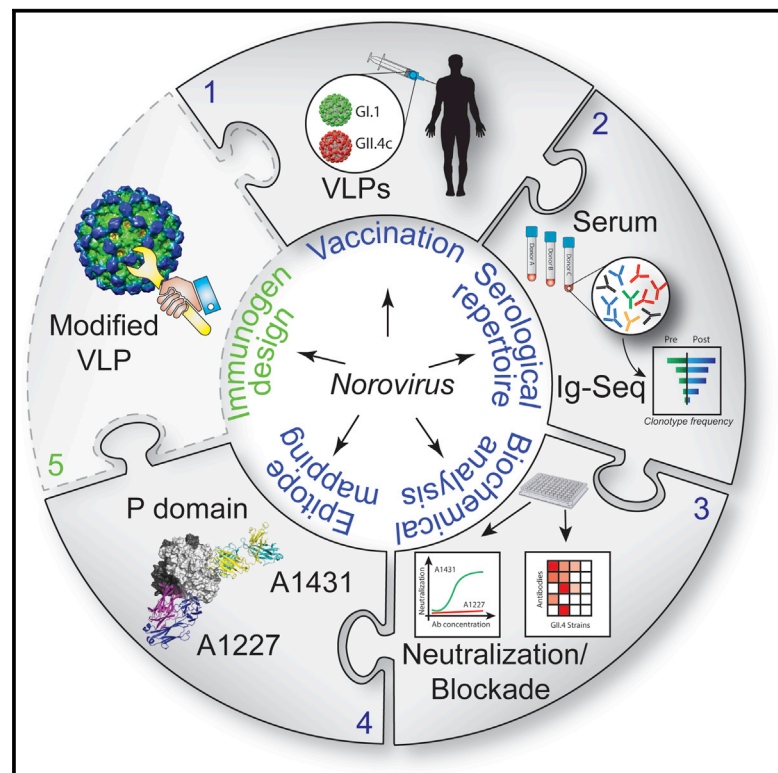 1
GI.1
GII.4c
VLPs
Vaccination
2
Serum
Donor A
Donor B
Donor C
Pre Post
Ig-Seq
Clonotype frequency
Serological
repertoire
3
Biochemical
analysis
Neutralization
A1431
A1227
Ab concentration
Antibodies
GII.4 Strains
Neutralization/
Blockade
4
Epitope
mapping
P domain
A1431
A1227
5
Immunogen
design
Modified
VLP
Norovirus